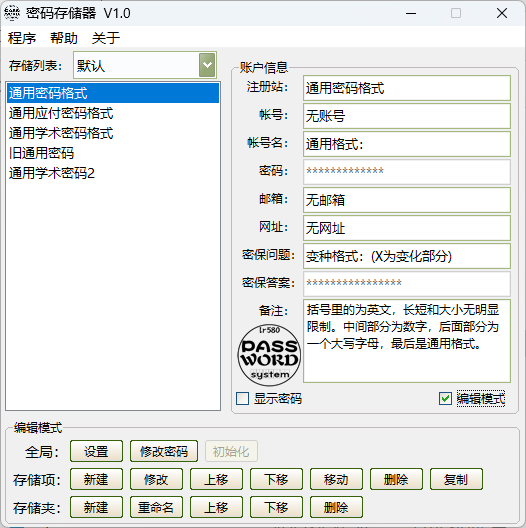 密码存储器 V1.0
程序 帮助 关于
存储列表： 默认
通用密码格式
通用应付密码格式
通用学术密码格式
旧通用密码
通用学术密码2
账户信息
注册站： 通用密码格式
帐号： 无账号
帐号名： 通用格式：
密码： *************
邮箱： 无邮箱
网址： 无网址
密保问题： 变种格式：(X为变化部分)
密保答案： ****************
备注： 括号里的为英文，长短和大小无明显
限制。中间部分为数字，后面部分为
一个大写字母，最后是通用格式。
lr580
PASS
WORD
system
显示密码 编辑模式
编辑模式
全局： 设置 修改密码 初始化
存储项： 新建 修改 上移 下移 移动 删除 复制
存储夹： 新建 重命名 上移 下移 删除